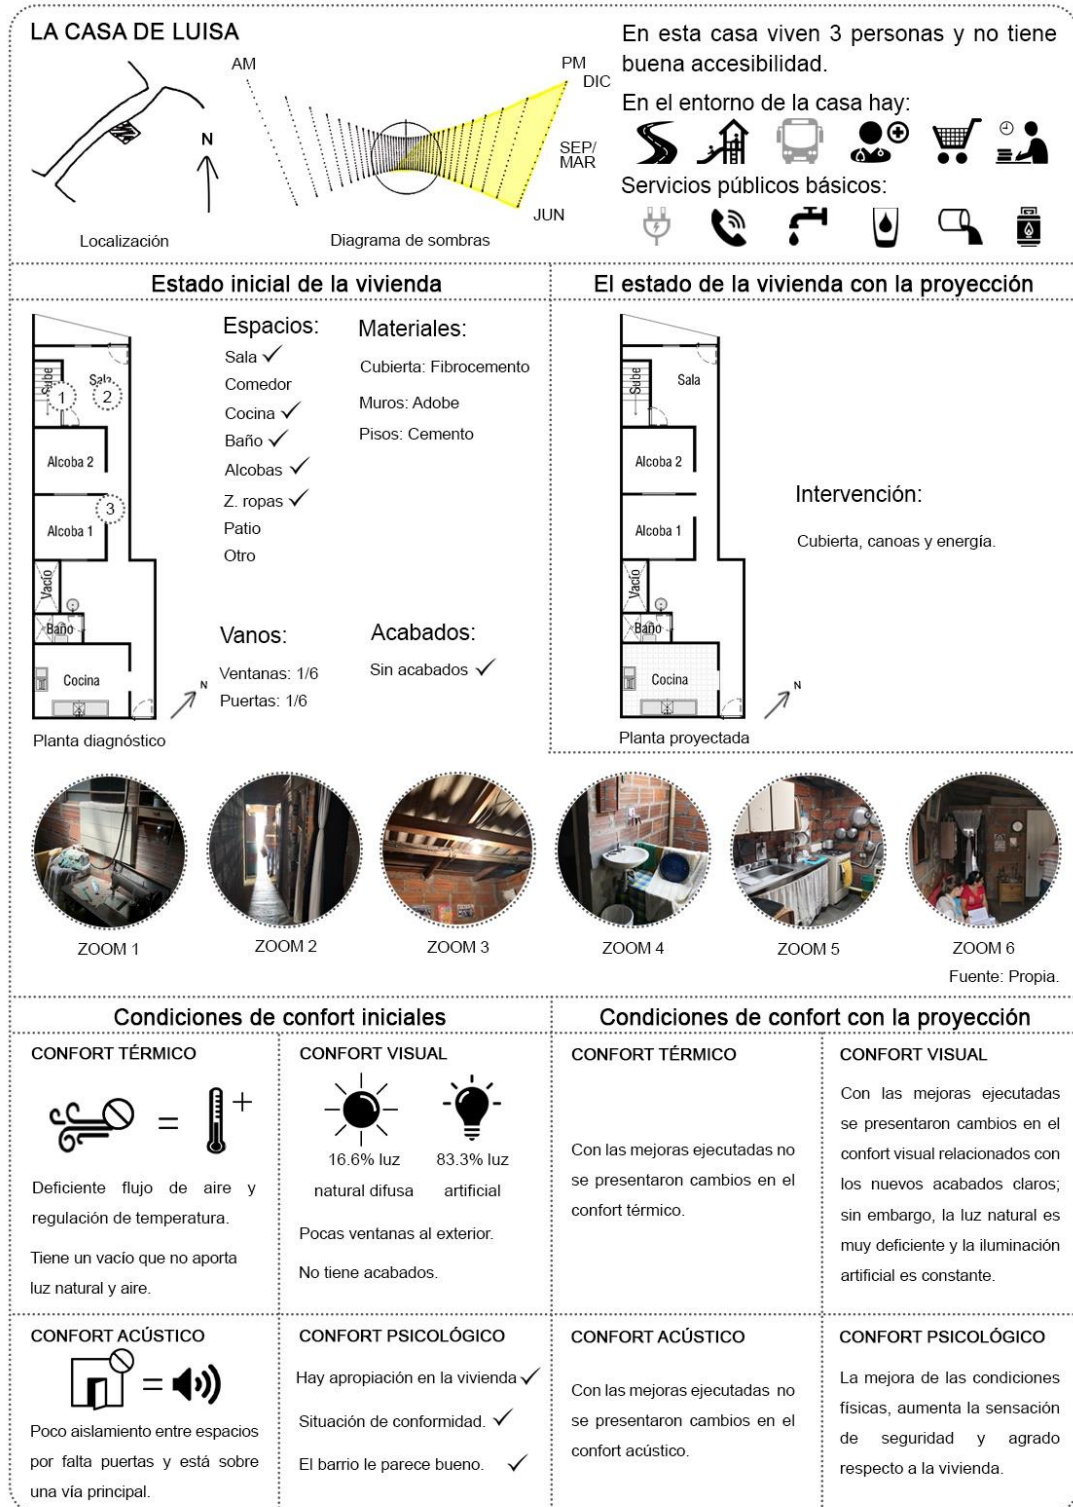 LA CASA DE LUISA
AM
PM
DIC
SEP/
MAR
JUN
N
Localización
Diagrama de sombras
En esta casa viven 3 personas y no tiene
buena accesibilidad.
En el entorno de la casa hay:
Servicios públicos básicos:
Estado inicial de la vivienda
Sube
Sala
1
2
Alcoba 2
3
Alcoba 1
Vacío
Baño
Cocina
N
Planta diagnóstico
Espacios:
Sala ✓
Comedor
Cocina ✓
Baño ✓
Alcobas ✓
Z. ropas ✓
Patio
Otro
Materiales:
Cubierta: Fibrocemento
Muros: Adobe
Pisos: Cemento
Vanos:
Ventanas: 1/6
Puertas: 1/6
Acabados:
Sin acabados ✓
El estado de la vivienda con la proyección
Sube
Sala
Alcoba 2
Alcoba 1
Vacío
Baño
Cocina
N
Planta proyectada
Intervención:
Cubierta, canoas y energía.
ZOOM 1
ZOOM 2
ZOOM 3
ZOOM 4
ZOOM 5
ZOOM 6
Fuente: Propia.
Condiciones de confort iniciales
CONFORT TÉRMICO
= +
Deficiente flujo de aire y
regulación de temperatura.
Tiene un vacío que no aporta
luz natural y aire.
CONFORT VISUAL
16.6% luz
natural difusa
83.3% luz
artificial
Pocas ventanas al exterior.
No tiene acabados.
CONFORT ACÚSTICO
=
Poco aislamiento entre espacios
por falta puertas y está sobre
una vía principal.
CONFORT PSICOLÓGICO
Hay apropiación en la vivienda ✓
Situación de conformidad. ✓
El barrio le parece bueno. ✓
Condiciones de confort con la proyección
CONFORT TÉRMICO
Con las mejoras ejecutadas no
se presentaron cambios en el
confort térmico.
CONFORT VISUAL
Con las mejoras ejecutadas
se presentaron cambios en el
confort visual relacionados con
los nuevos acabados claros;
sin embargo, la luz natural es
muy deficiente y la iluminación
artificial es constante.
CONFORT ACÚSTICO
Con las mejoras ejecutadas no
se presentaron cambios en el
confort acústico.
CONFORT PSICOLÓGICO
La mejora de las condiciones
físicas, aumenta la sensación
de seguridad y agrado
respecto a la vivienda.